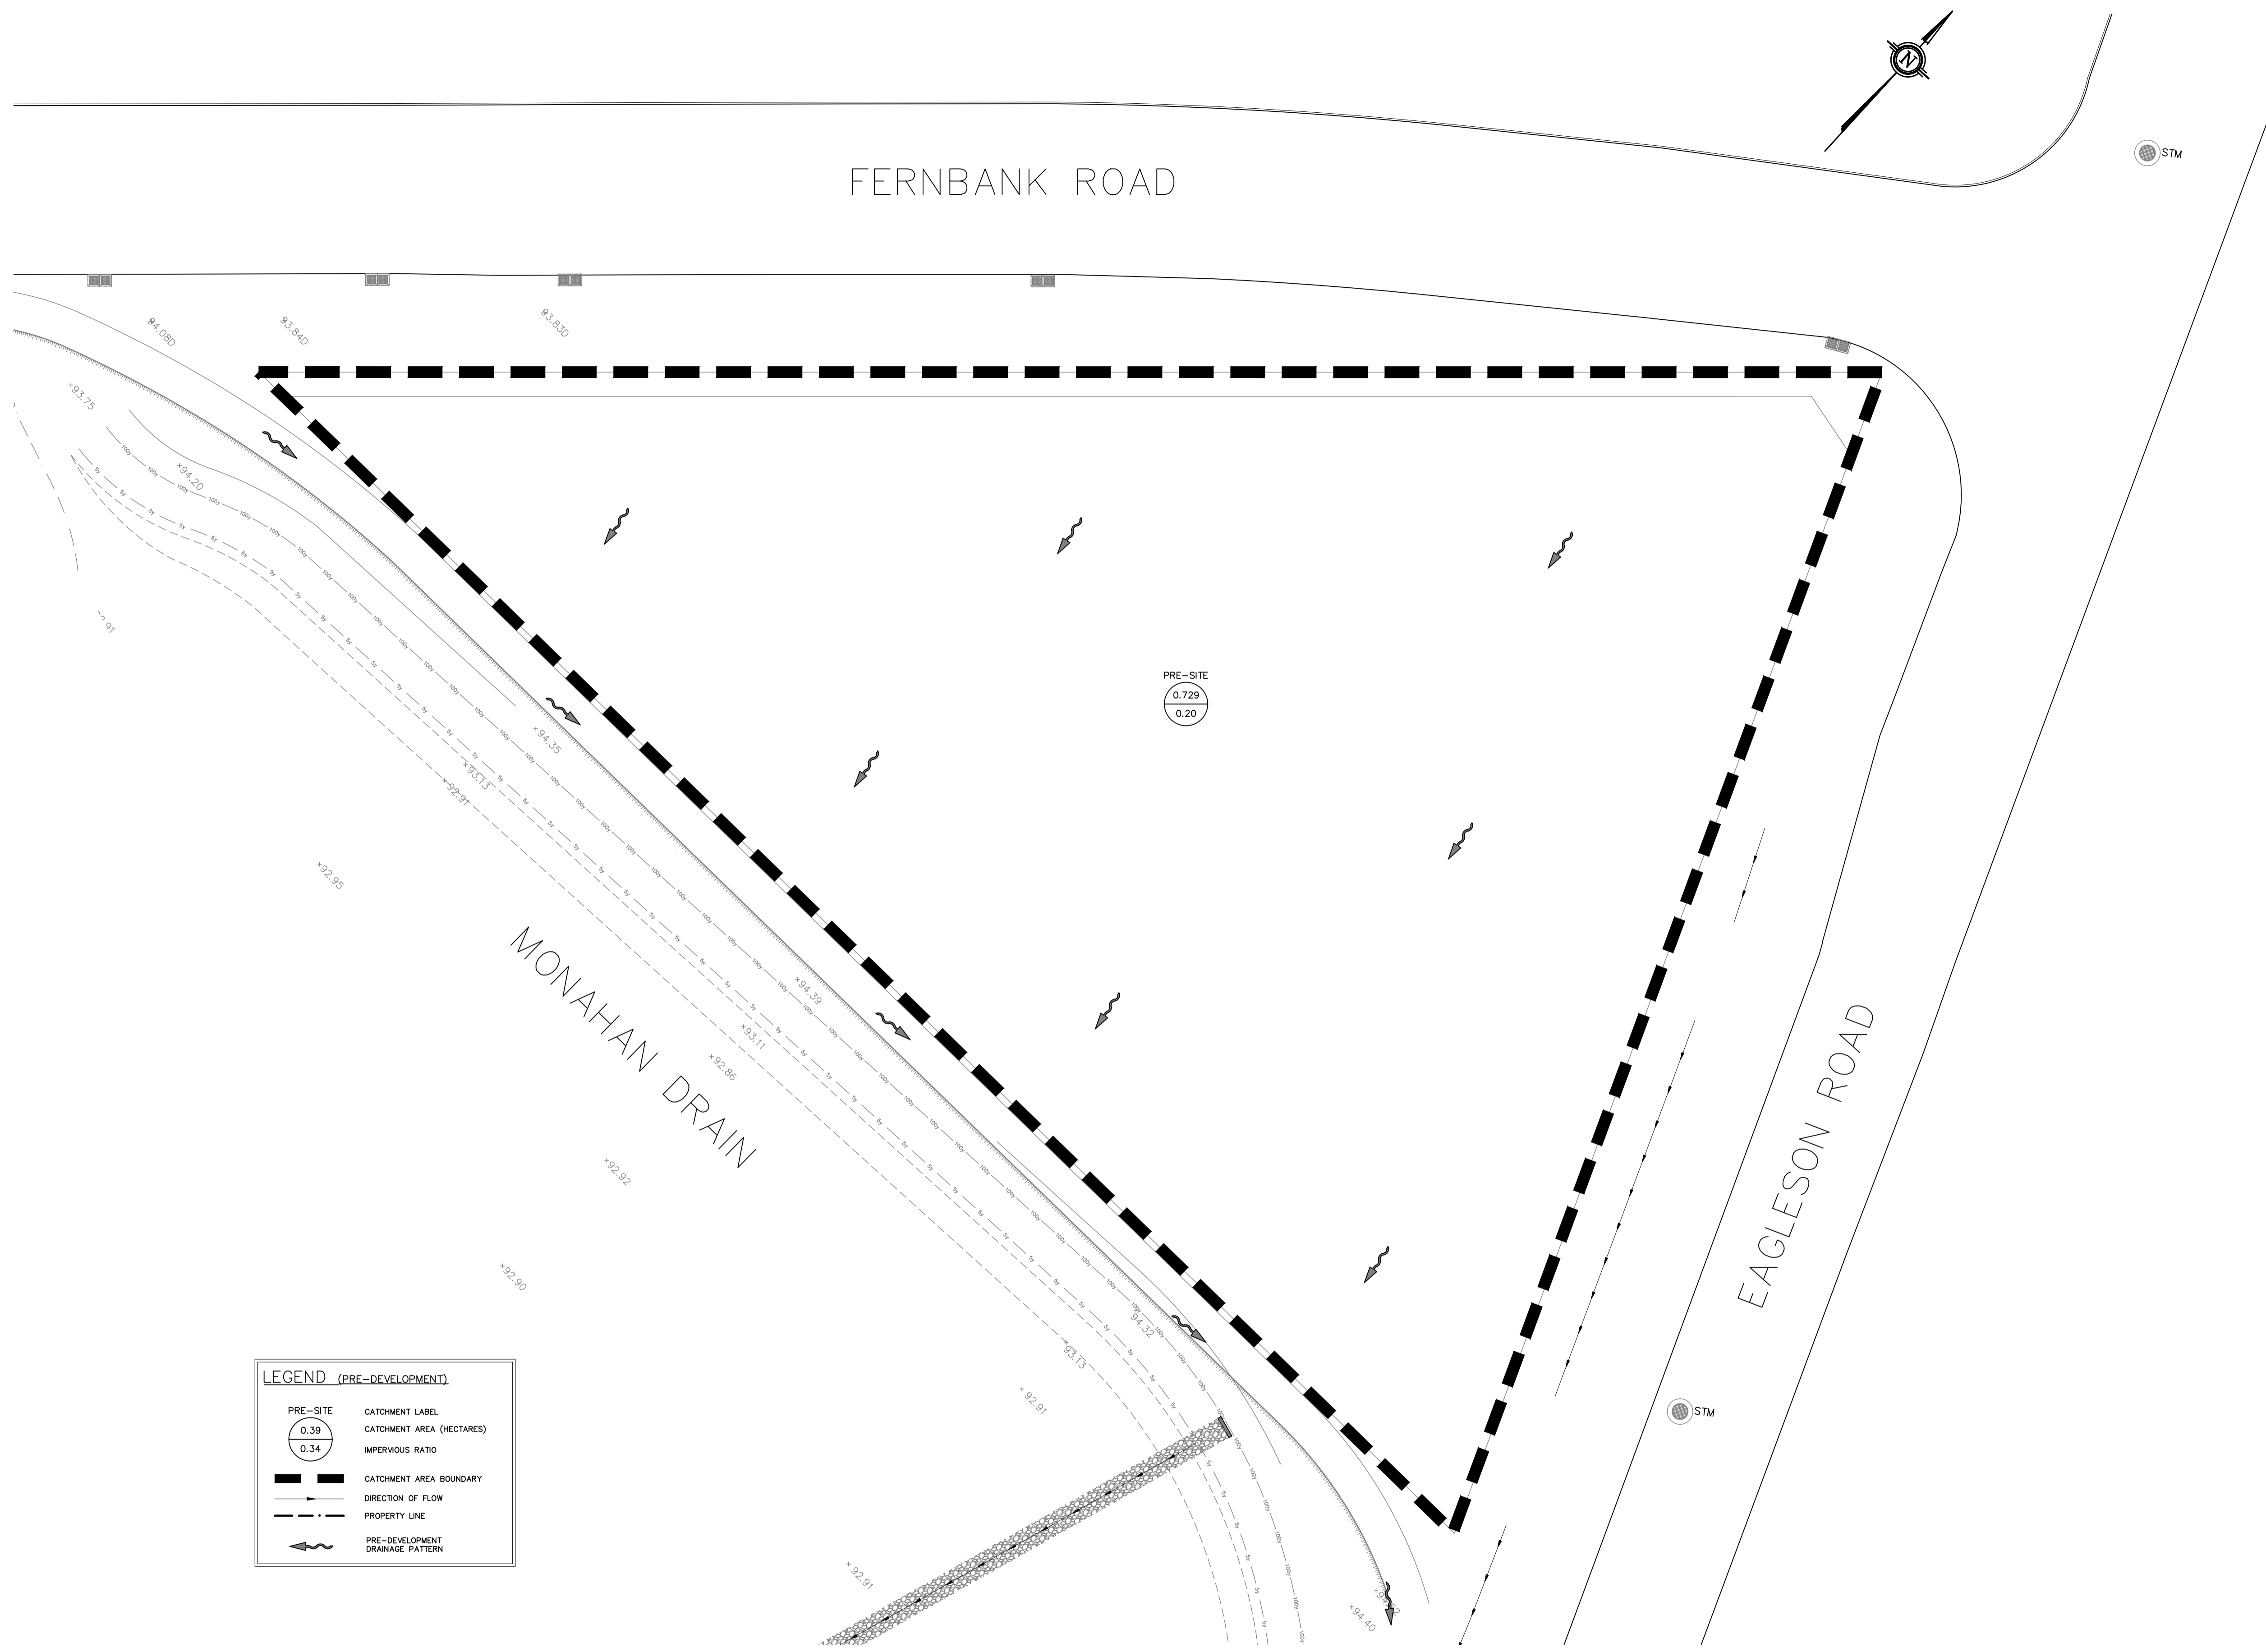 N
STM
FERNBANK ROAD
94.08D
93.84D
93.83D
×93.75
×94.20
PRE-SITE
0.729
0.20
×94.35
×93.13
×92.91
×92.95
MONAHAN DRAIN
×94.39
×93.11
×92.86
×92.92
×92.90
EAGLESON ROAD
94.32
93.13
×92.91
STM
×92.91
×94.40
5y
100y
LEGEND (PRE-DEVELOPMENT)
PRE-SITE
0.39
0.34
CATCHMENT LABEL
CATCHMENT AREA (HECTARES)
IMPERVIOUS RATIO
CATCHMENT AREA BOUNDARY
DIRECTION OF FLOW
PROPERTY LINE
PRE-DEVELOPMENT
DRAINAGE PATTERN